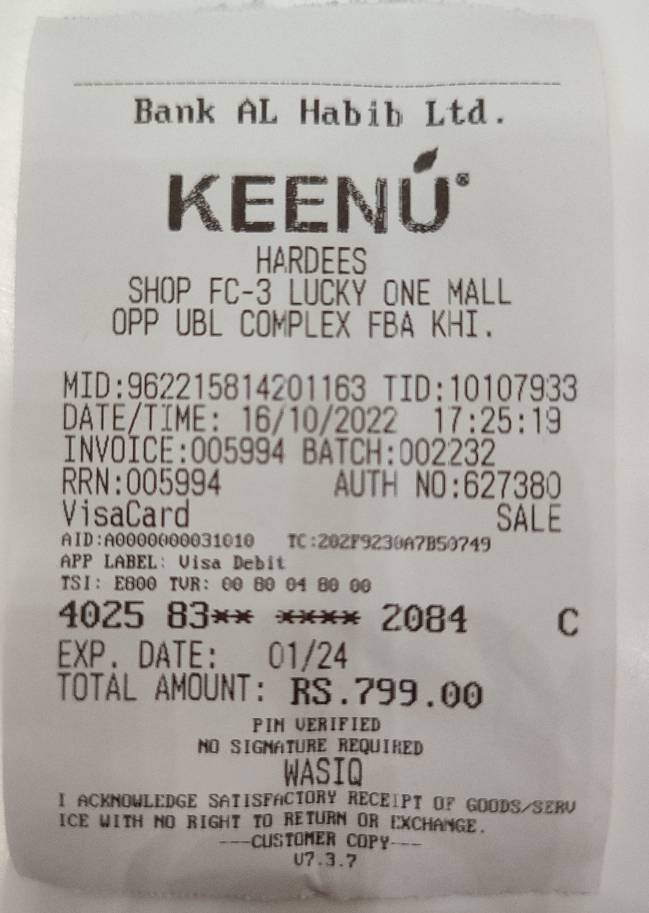 Bank AL Habib Ltd.
KEENÚ®
HARDEES
SHOP FC-3 LUCKY ONE MALL
OPP UBL COMPLEX FBA KHI.
MID:962215814201163 TID:10107933
DATE/TIME: 16/10/2022 17:25:19
INVOICE:005994 BATCH:002232
RRN:005994 AUTH NO:627380
VisaCard SALE
AID:A0000000031010 TC:202F9230A7B50749
APP LABEL: Visa Debit
TSI: E800 TVR: 00 80 04 80 00
4025 83** **** 2084 C
EXP. DATE: 01/24
TOTAL AMOUNT: RS.799.00
PIN VERIFIED
NO SIGNATURE REQUIRED
WASIQ
I ACKNOWLEDGE SATISFACTORY RECEIPT OF GOODS/SERV
ICE WITH NO RIGHT TO RETURN OR EXCHANGE.
---CUSTOMER COPY---
V7.3.7